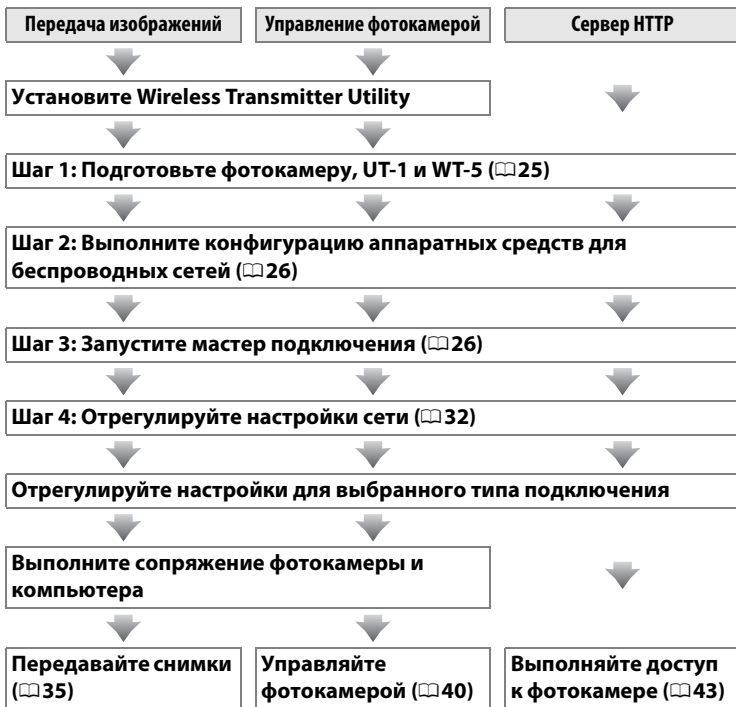 Передача изображений
Управление фотокамерой
Сервер HTTP
Установите Wireless Transmitter Utility
Шаг 1: Подготовьте фотокамеру, UT-1 и WT-5 (📖25)
Шаг 2: Выполните конфигурацию аппаратных средств для
беспроводных сетей (📖26)
Шаг 3: Запустите мастер подключения (📖26)
Шаг 4: Отрегулируйте настройки сети (📖32)
Отрегулируйте настройки для выбранного типа подключения
Выполните сопряжение фотокамеры и
компьютера
Передавайте снимки
(📖35)
Управляйте
фотокамерой (📖40)
Выполняйте доступ
к фотокамере (📖43)